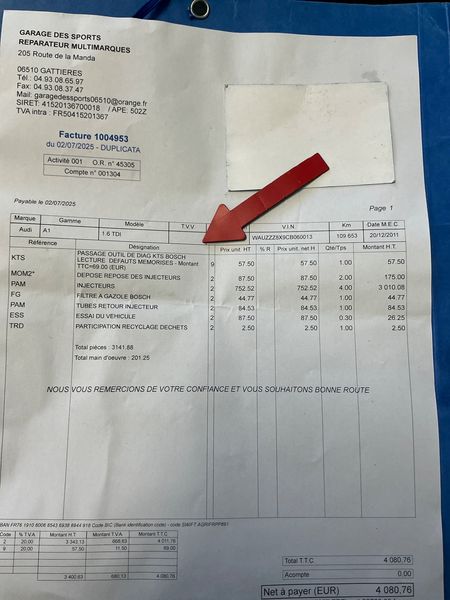 GARAGE DES SPORTS
REPARATEUR MULTIMARQUES
205 Route de la Manda
06510 GATTIERES
Tél : 04.93.08.65.97
Fax: 04.93.08.37.47
Mail: garagedessports06510@orange.fr
SIRET: 41520136700018 / APE: 502Z
TVA intra : FR50415201367
Facture 1004953
du 02/07/2025 - DUPLICATA
Activité 001 O.R. n° 45305
Compte n° 001304
Payable le 02/07/2025
Page 1
Marque Gamme Modèle T.V.V V.I.N Km Date M.E.C
Audi A1 1.6 TDI WAUZZZ8X9CB060013 109 653 20/12/2011
Référence Désignation Prix unit. HT % R Prix unit. net H. Qté/Tps Montant H.T.
KTS PASSAGE OUTIL DE DIAG KTS BOSCH
LECTURE DEFAUTS MEMORISES - Montant
TTC=69.00 (EUR) 9 57.50 57.50 1.00 57.50
MOM2* DEPOSE REPOSE DES INJECTEURS 2 87.50 87.50 2.00 175.00
PAM INJECTEURS 2 752.52 752.52 4.00 3 010.08
FG FILTRE A GAZOLE BOSCH 2 44.77 44.77 1.00 44.77
PAM TUBES RETOUR INJECTEUR 2 84.53 84.53 1.00 84.53
ESS ESSAI DU VEHICULE 2 87.50 87.50 0.30 26.25
TRD PARTICIPATION RECYCLAGE DECHETS 2 2.50 2.50 1.00 2.50
Total pièces : 3141.88
Total main d'oeuvre : 201.25
NOUS VOUS REMERCIONS DE VOTRE CONFIANCE ET VOUS SOUHAITONS BONNE ROUTE
Code BIC (Bank identification code) - code SWIFT
Code % T.V.A Montant H.T Montant T.V.A Montant T.T.C
2 20.00 3 343.13 668.63 4 011.76
9 20.00 57.50 11.50 69.00
3 400.63 680.13 4 080.76
Total T.T.C 4 080.76
Acompte 0.00
Net à payer (EUR) 4 080,76